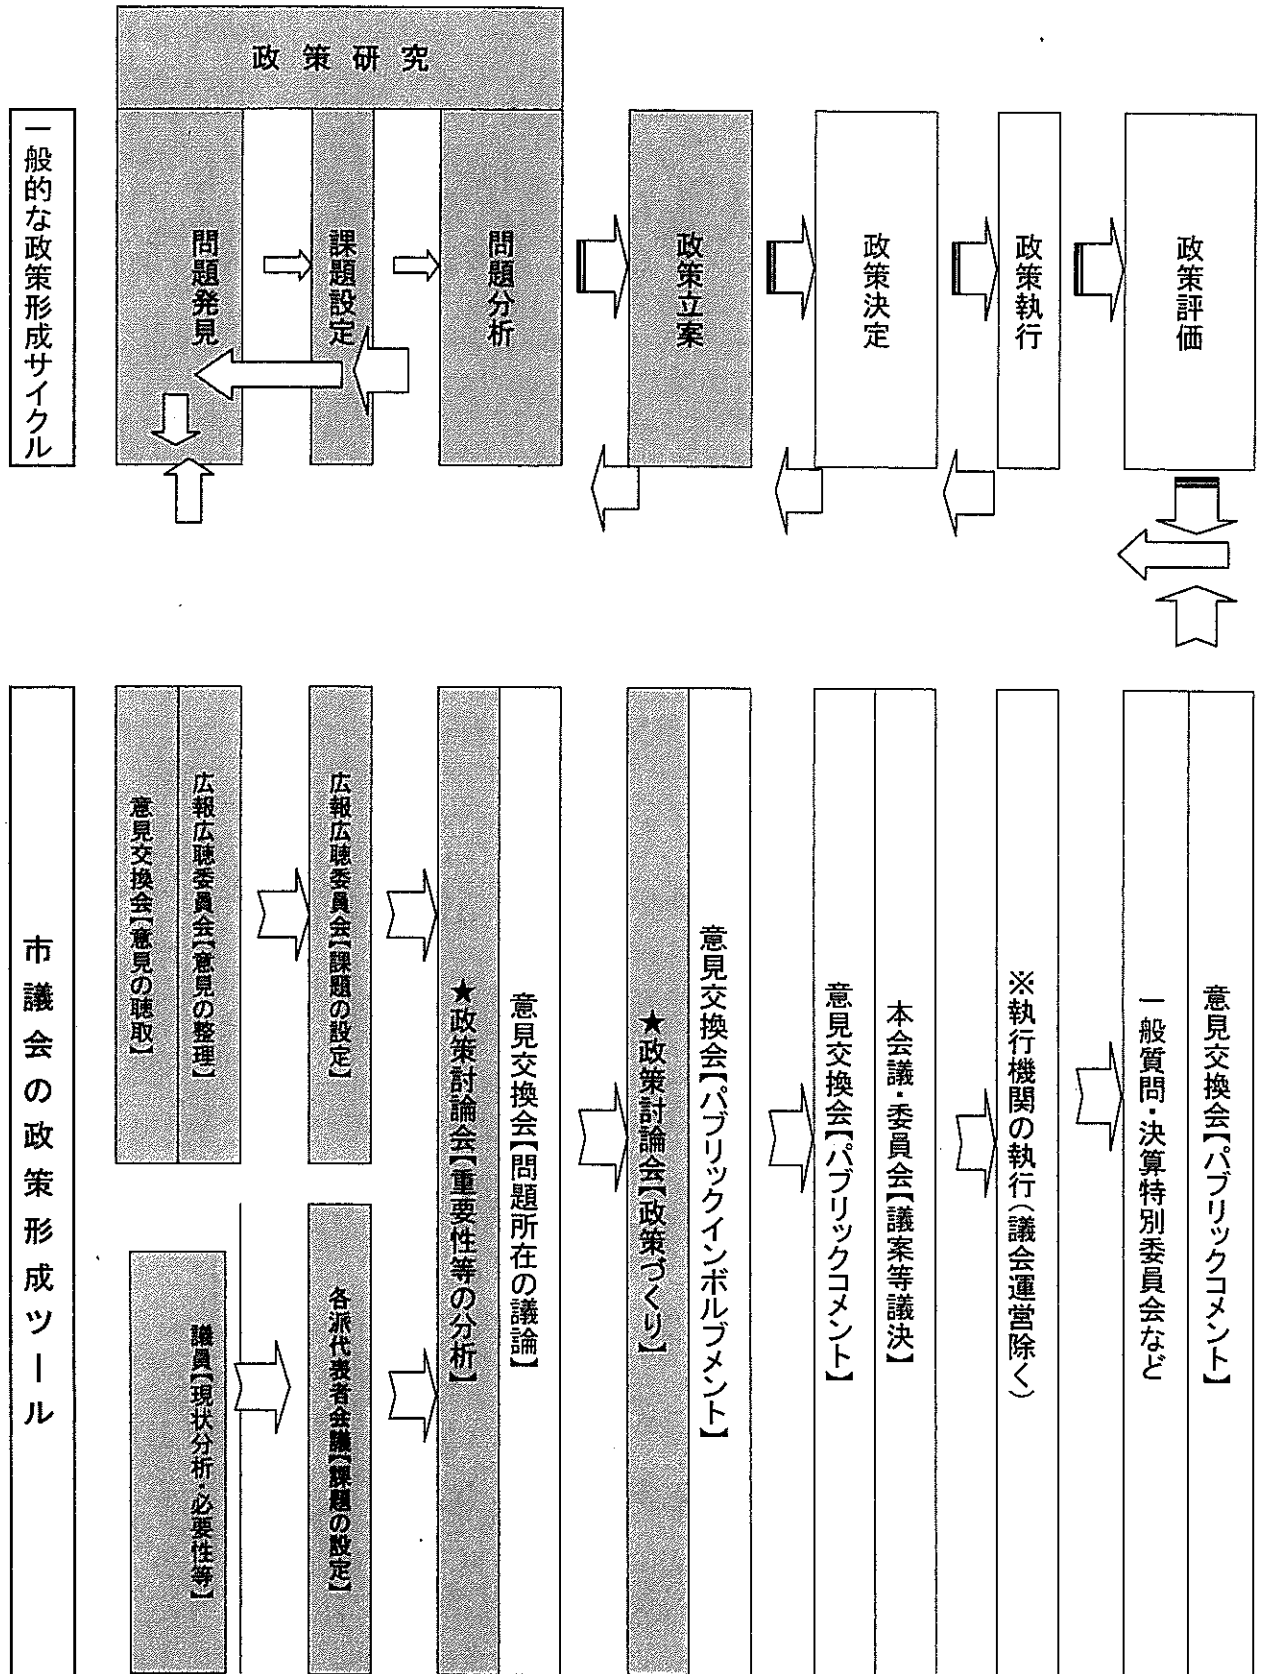 政策研究
一般的な政策形成サイクル
問題発見
課題設定
問題分析
政策立案
政策決定
政策執行
政策評価
市議会の政策形成ツール
意見交換会【意見の聴取】
広報広聴委員会【意見の整理】
広報広聴委員会【課題の設定】
議員【現状分析・必要性等】
各派代表者会議【課題の設定】
★政策討論会【重要性等の分析】
意見交換会【問題所在の議論】
★政策討論会【政策づくり】
意見交換会【パブリックインボルブメント】
意見交換会【パブリックコメント】
本会議・委員会【議案等議決】
※執行機関の執行（議会運営除く）
一般質問・決算特別委員会など
意見交換会【パブリックコメント】